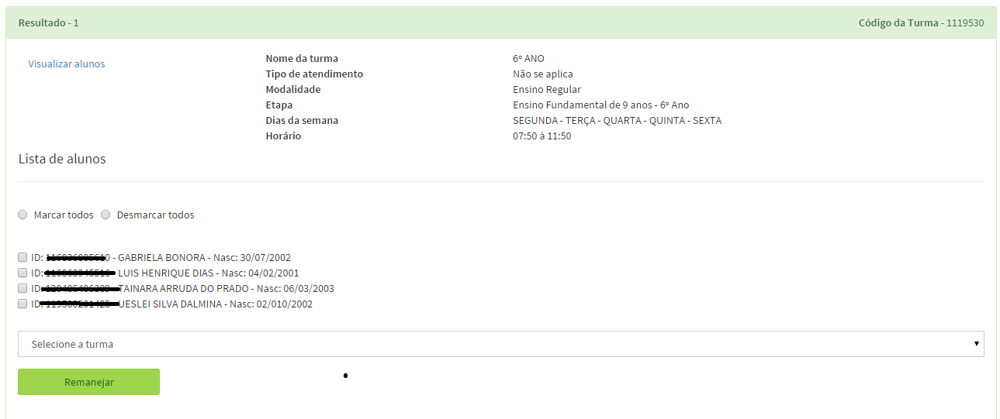 Resultado - 1 Código da Turma - 1119530
Visualizar alunos
Nome da turma 6º ANO
Tipo de atendimento Não se aplica
Modalidade Ensino Regular
Etapa Ensino Fundamental de 9 anos - 6º Ano
Dias da semana SEGUNDA - TERÇA - QUARTA - QUINTA - SEXTA
Horário 07:50 à 11:50
Lista de alunos
Marcar todos Desmarcar todos
ID: - GABRIELA BONORA - Nasc: 30/07/2002
ID: LUIS HENRIQUE DIAS - Nasc: 04/02/2001
ID: TAINARA ARRUDA DO PRADO - Nasc: 06/03/2003
ID: UESLEI SILVA DALMINA - Nasc: 02/010/2002
Selecione a turma
Remanejar